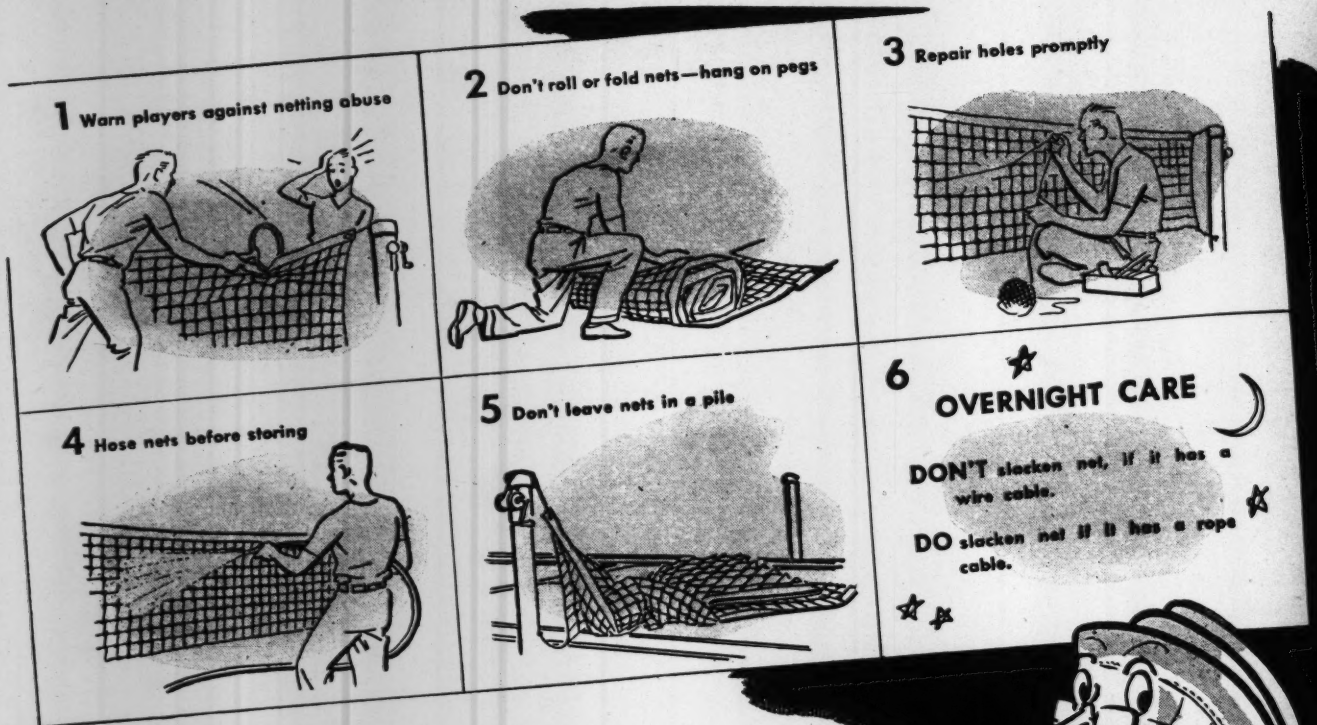 1 Warn players against netting abuse
2 Don't roll or fold nets—hang on pegs
3 Repair holes promptly
4 Hose nets before storing
5 Don't leave nets in a pile
6
OVERNIGHT CARE
DON'T slacken net, if it has a
wire cable.
DO slacken net if it has a rope
cable.